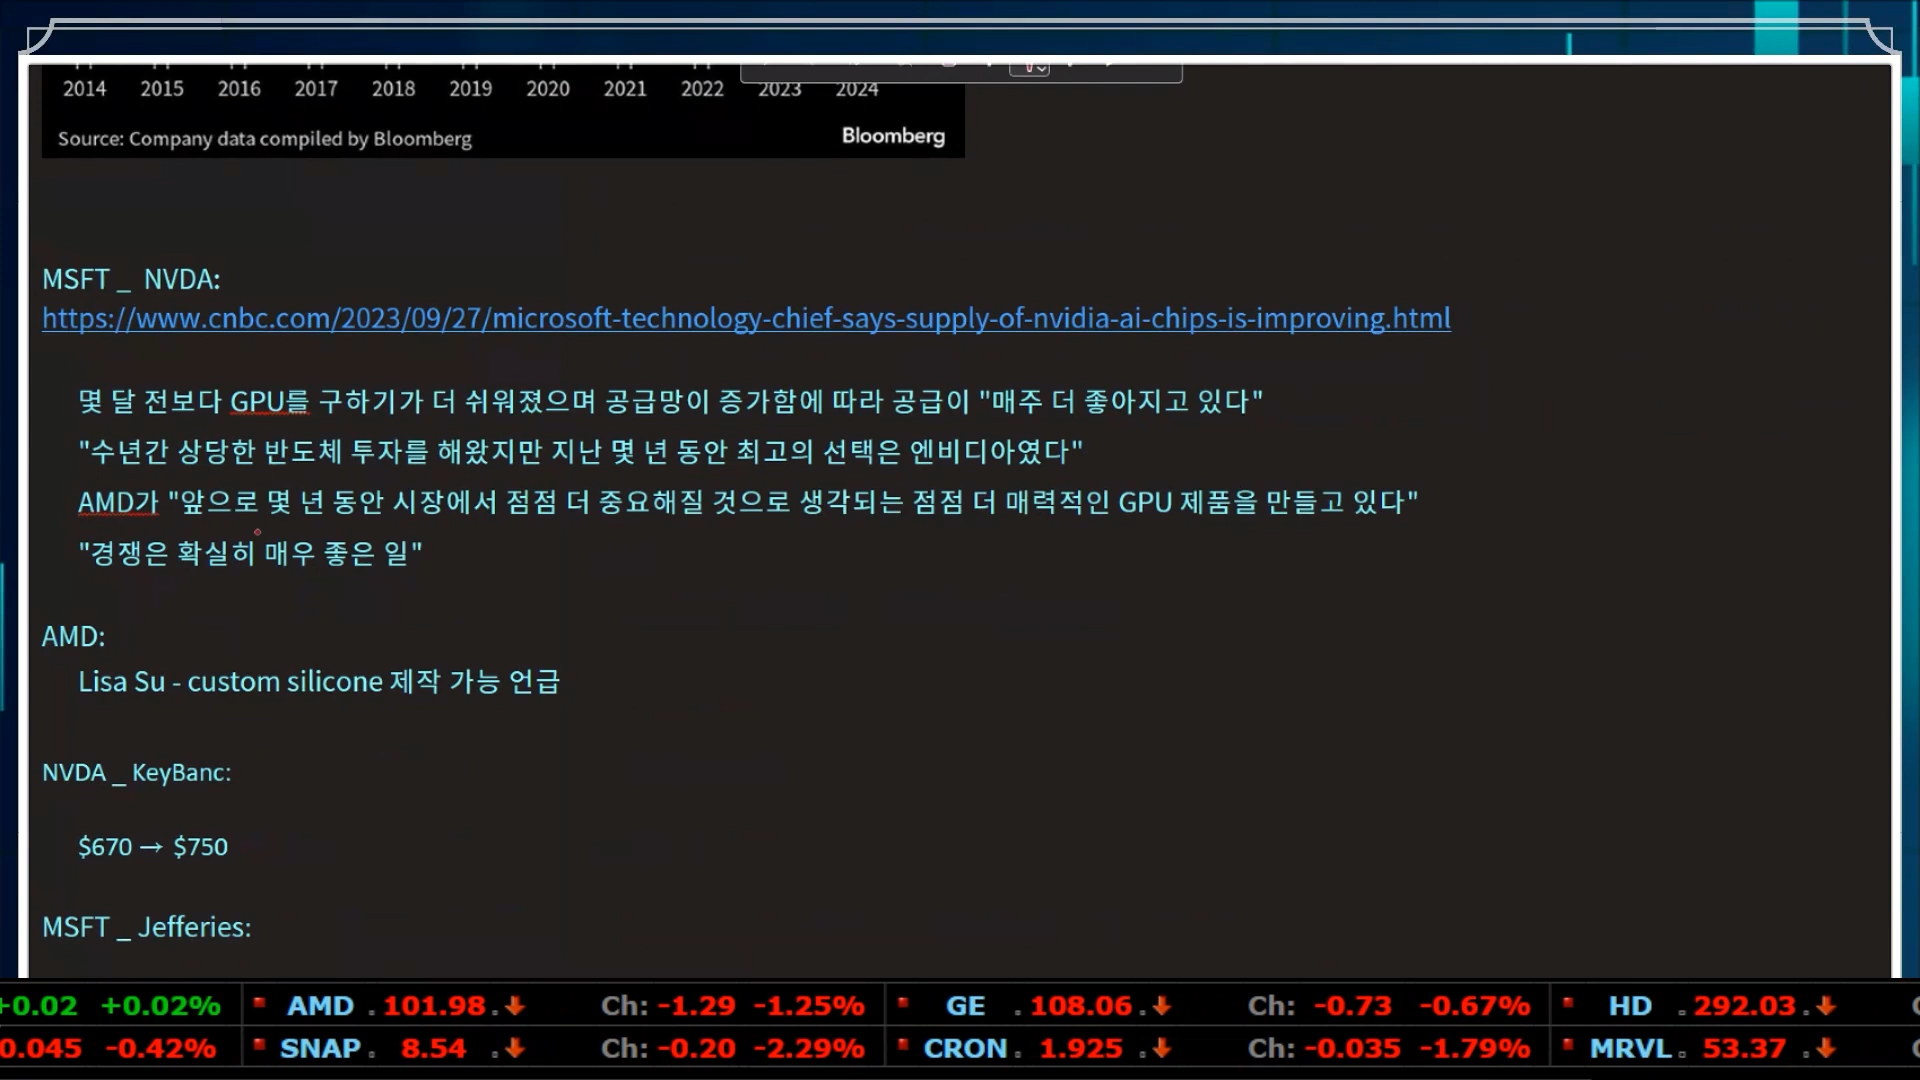 2014 2015 2016 2017 2018 2019 2020 2021 2022 2023 2024
Source: Company data compiled by Bloomberg
Bloomberg
MSFT _ NVDA:
https://www.cnbc.com/2023/09/27/microsoft-technology-chief-says-supply-of-nvidia-ai-chips-is-improving.html
몇 달 전보다 GPU를 구하기가 더 쉬워졌으며 공급망이 증가함에 따라 공급이 "매주 더 좋아지고 있다"
"수년간 상당한 반도체 투자를 해왔지만 지난 몇 년 동안 최고의 선택은 엔비디아였다"
AMD가 "앞으로 몇 년 동안 시장에서 점점 더 중요해질 것으로 생각되는 점점 더 매력적인 GPU 제품을 만들고 있다"
"경쟁은 확실히 매우 좋은 일"
AMD:
Lisa Su - custom silicone 제작 가능 언급
NVDA _ KeyBanc:
$670 → $750
MSFT _ Jefferies:
+0.02 +0.02% AMD 101.98 Ch: -1.29 -1.25% GE 108.06 Ch: -0.73 -0.67% HD 292.03
0.045 -0.42% SNAP 8.54 Ch: -0.20 -2.29% CRON 1.925 Ch: -0.035 -1.79% MRVL 53.37